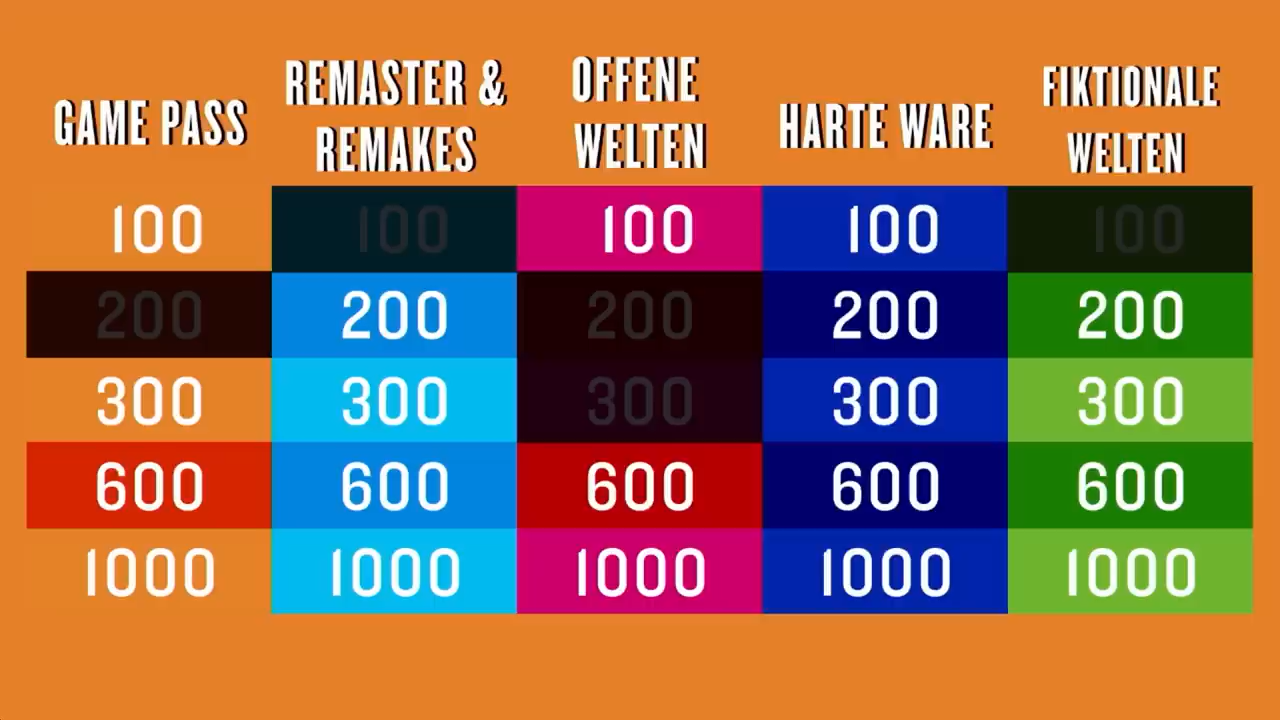 GAME PASS
REMASTER &
REMAKES
OFFENE
WELTEN
HARTE WARE
FIKTIONALE
WELTEN
100 100 100 100 100
200 200 200 200 200
300 300 300 300 300
600 600 600 600 600
1000 1000 1000 1000 1000